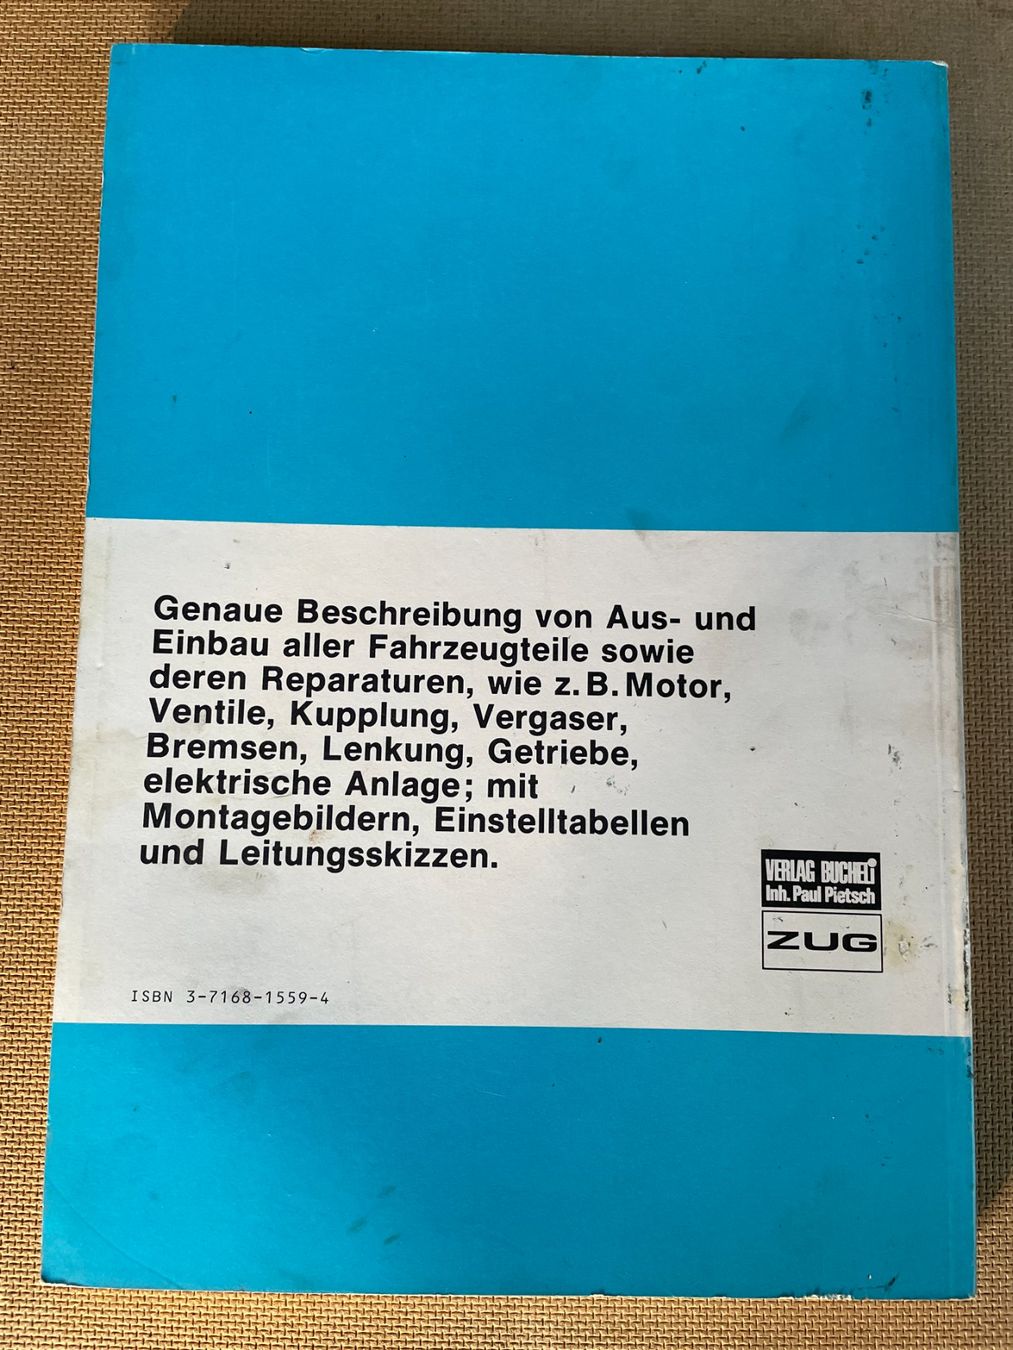 Genaue Beschreibung von Aus- und
Einbau aller Fahrzeugteile sowie
deren Reparaturen, wie z. B. Motor,
Ventile, Kupplung, Vergaser,
Bremsen, Lenkung, Getriebe,
elektrische Anlage; mit
Montagebildern, Einstelltabellen
und Leitungsskizzen.
VERLAG BUCHELI
Inh. Paul Pietsch
ZUG
ISBN 3-7168-1559-4